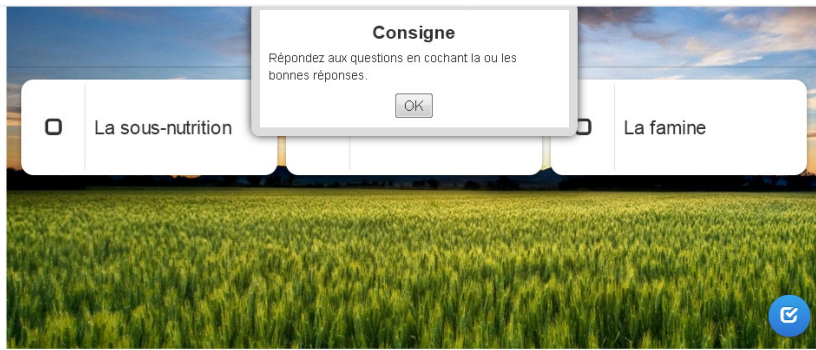 Consigne
Répondez aux questions en cochant la ou les
bonnes réponses.
OK
La sous-nutrition
La famine